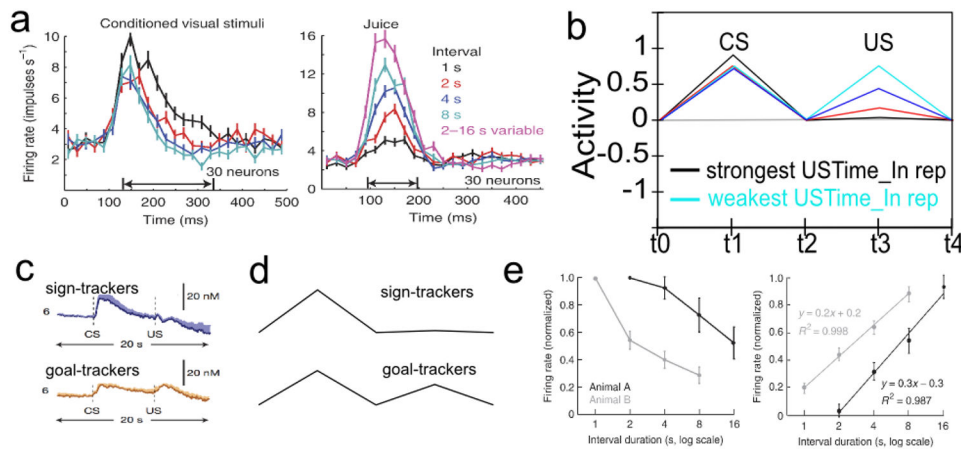 a
Conditioned visual stimuli
Firing rate (impulses s⁻¹)
10
8
6
4
2
30 neurons
0 100 200 300 400 500
Time (ms)
Juice
16
12
8
4
0
Interval
1 s
2 s
4 s
8 s
2–16 s variable
30 neurons
0 100 200 300 400
Time (ms)
b
Activity
1
0.5
0
-0.5
-1
CS
US
strongest USTime_In rep
weakest USTime_In rep
t0 t1 t2 t3 t4
c
sign-trackers
20 nM
6
CS US
20 s
goal-trackers
20 nM
6
CS US
20 s
d
sign-trackers
goal-trackers
e
Firing rate (normalized)
1.0
0.8
0.6
0.4
0.2
0
Animal A
Animal B
1 2 4 8 16
Interval duration (s, log scale)
Firing rate (normalized)
1.0
0.8
0.6
0.4
0.2
0
y = 0.2x + 0.2
R² = 0.998
y = 0.3x – 0.3
R² = 0.987
1 2 4 8 16
Interval duration (s, log scale)